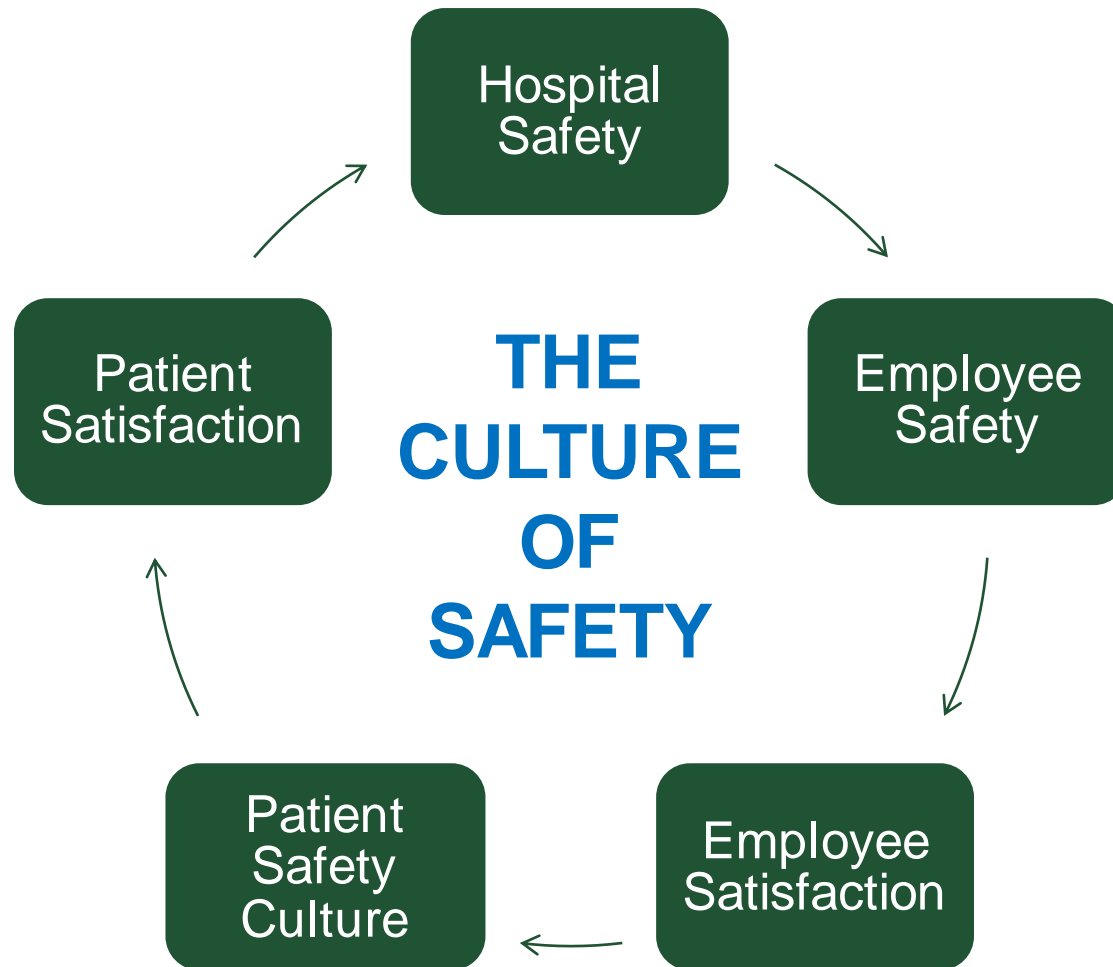 Hospital
Safety
Employee
Safety
Employee
Satisfaction
Patient
Safety
Culture
Patient
Satisfaction
THE
CULTURE
OF
SAFETY